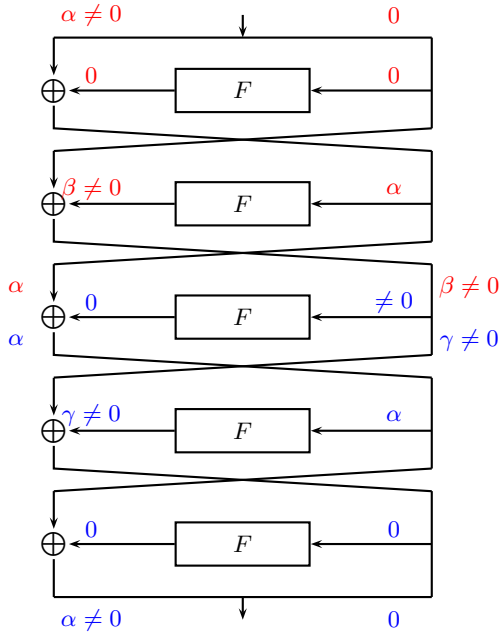 α ≠ 0 0
0 F 0
β ≠ 0 F α
α β ≠ 0
0 F ≠ 0
α γ ≠ 0
γ ≠ 0 F α
0 F 0
α ≠ 0 0